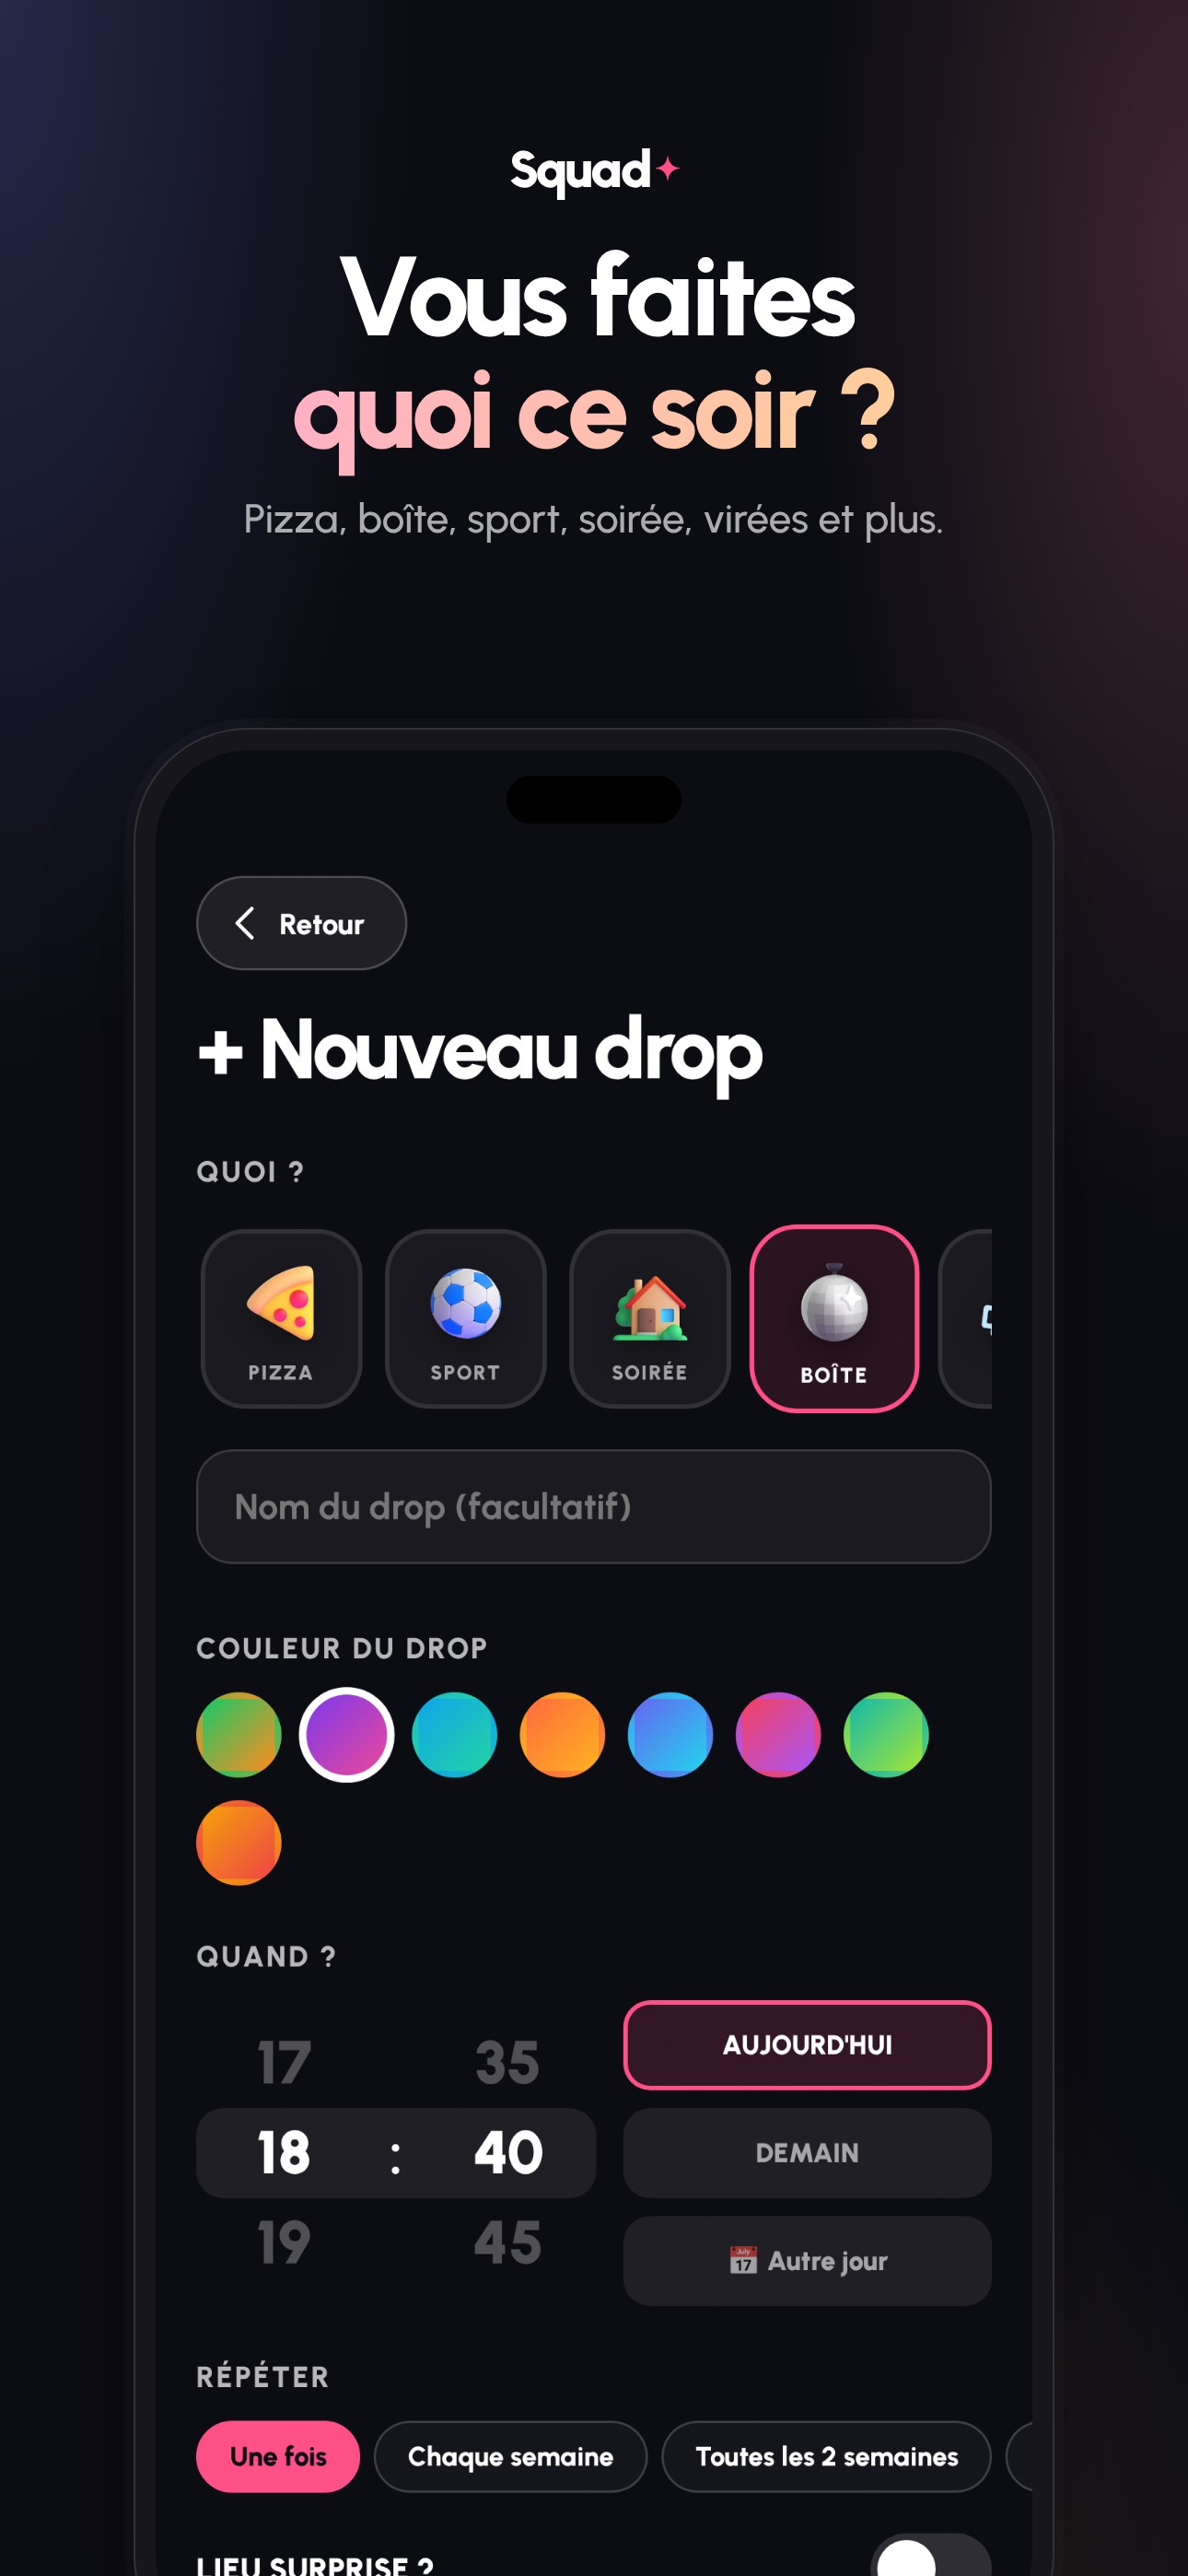 Squad
Vous faites
quoi ce soir ?
Pizza, boîte, sport, soirée, virées et plus.
Retour
+ Nouveau drop
QUOI ?
PIZZA SPORT SOIRÉE BOÎTE
Nom du drop (facultatif)
COULEUR DU DROP
QUAND ?
17 35
AUJOURD'HUI
18 : 40
DEMAIN
19 45
July 17 Autre jour
RÉPÉTER
Une fois Chaque semaine Toutes les 2 semaines
LIEU SURPRISE ?